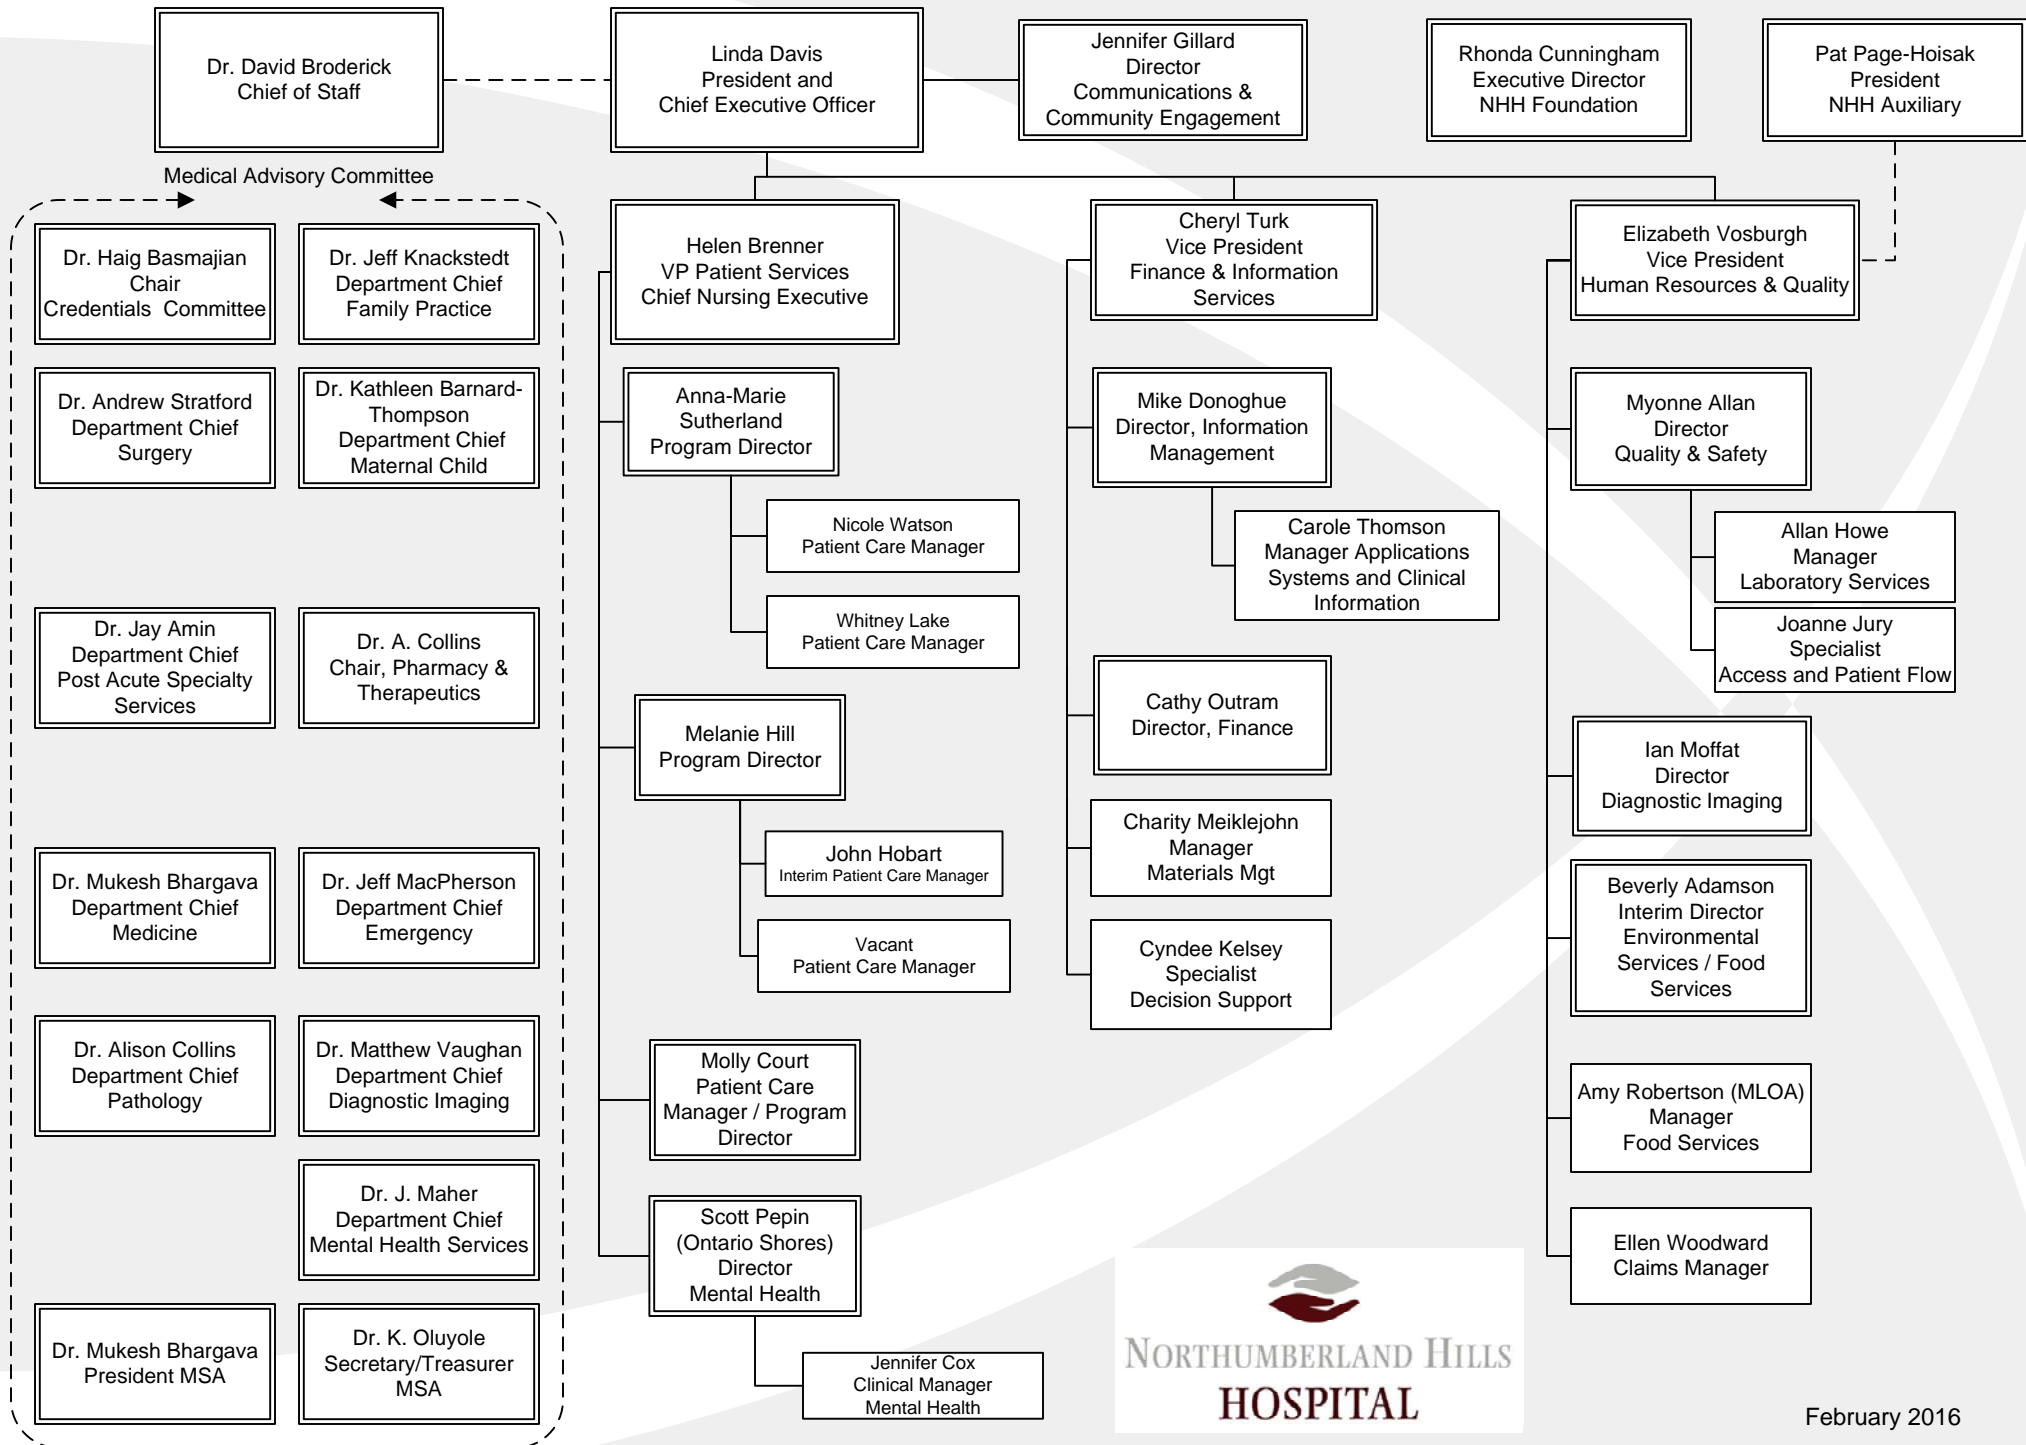 Dr. David Broderick
Chief of Staff
Linda Davis
President and
Chief Executive Officer
Jennifer Gillard
Director
Communications &
Community Engagement
Rhonda Cunningham
Executive Director
NHH Foundation
Pat Page-Hoisak
President
NHH Auxiliary
Medical Advisory Committee
Dr. Haig Basmajian
Chair
Credentials Committee
Dr. Jeff Knackstedt
Department Chief
Family Practice
Dr. Andrew Stratford
Department Chief
Surgery
Dr. Kathleen Barnard-
Thompson
Department Chief
Maternal Child
Dr. Jay Amin
Department Chief
Post Acute Specialty
Services
Dr. A. Collins
Chair, Pharmacy &
Therapeutics
Dr. Mukesh Bhargava
Department Chief
Medicine
Dr. Jeff MacPherson
Department Chief
Emergency
Dr. Alison Collins
Department Chief
Pathology
Dr. Matthew Vaughan
Department Chief
Diagnostic Imaging
Dr. J. Maher
Department Chief
Mental Health Services
Dr. Mukesh Bhargava
President MSA
Dr. K. Oluyole
Secretary/Treasurer
MSA
Helen Brenner
VP Patient Services
Chief Nursing Executive
Anna-Marie
Sutherland
Program Director
Nicole Watson
Patient Care Manager
Whitney Lake
Patient Care Manager
Melanie Hill
Program Director
John Hobart
Interim Patient Care Manager
Vacant
Patient Care Manager
Molly Court
Patient Care
Manager / Program
Director
Scott Pepin
(Ontario Shores)
Director
Mental Health
Jennifer Cox
Clinical Manager
Mental Health
Cheryl Turk
Vice President
Finance & Information
Services
Mike Donoghue
Director, Information
Management
Carole Thomson
Manager Applications
Systems and Clinical
Information
Cathy Outram
Director, Finance
Charity Meiklejohn
Manager
Materials Mgt
Cyndee Kelsey
Specialist
Decision Support
Elizabeth Vosburgh
Vice President
Human Resources & Quality
Myonne Allan
Director
Quality & Safety
Allan Howe
Manager
Laboratory Services
Joanne Jury
Specialist
Access and Patient Flow
Ian Moffat
Director
Diagnostic Imaging
Beverly Adamson
Interim Director
Environmental
Services / Food
Services
Amy Robertson (MLOA)
Manager
Food Services
Ellen Woodward
Claims Manager
NORTHUMBERLAND HILLS
HOSPITAL
February 2016